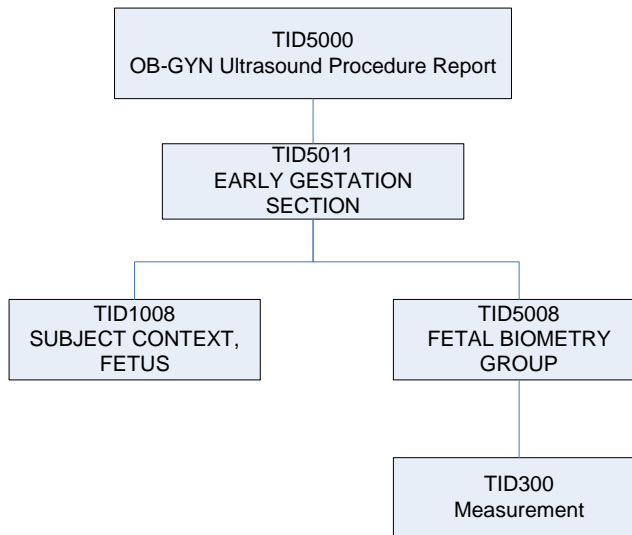 TID5000
OB-GYN Ultrasound Procedure Report
TID5011
EARLY GESTATION
SECTION
TID1008
SUBJECT CONTEXT,
FETUS
TID5008
FETAL BIOMETRY
GROUP
TID300
Measurement